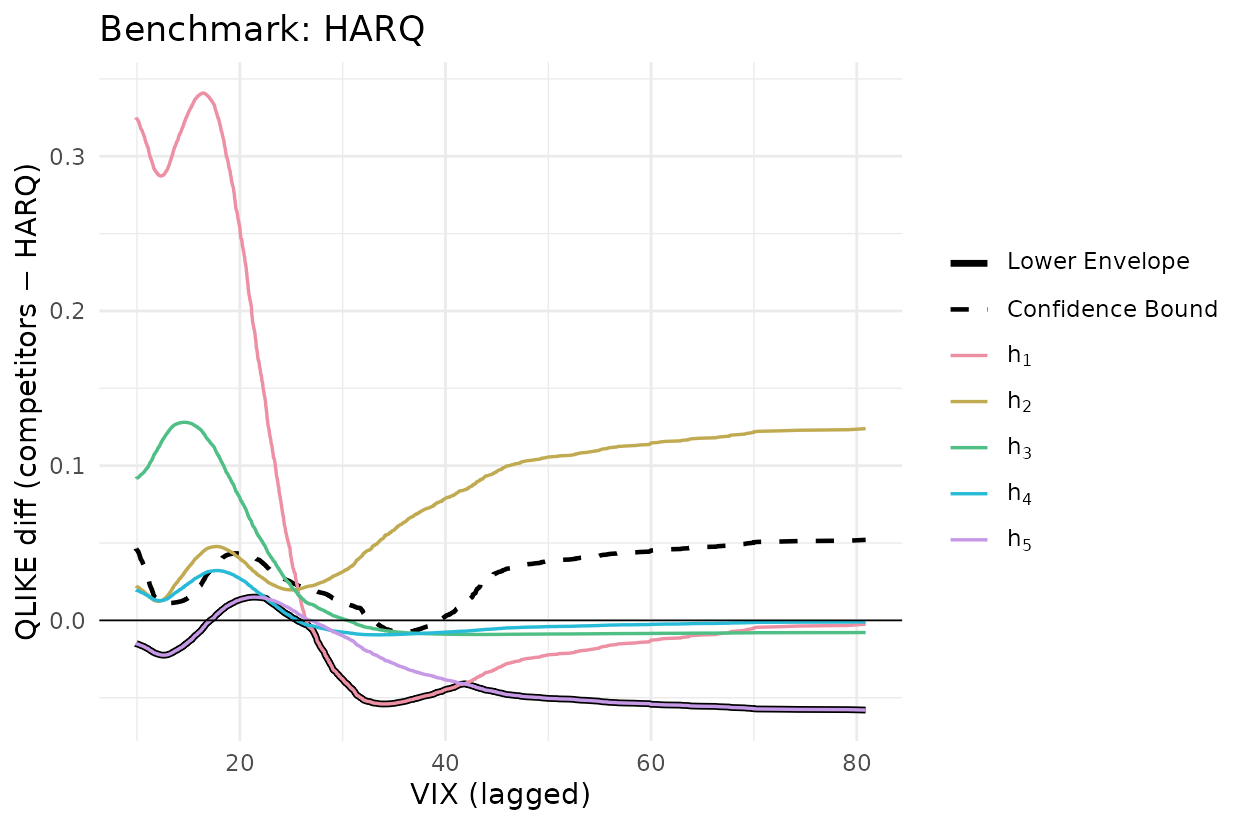 Benchmark: HARQ
QLIKE diff (competitors − HARQ)
0.3
0.2
0.1
0.0
20
40
60
80
VIX (lagged)
Lower Envelope
Confidence Bound
h₁
h₂
h₃
h₄
h₅